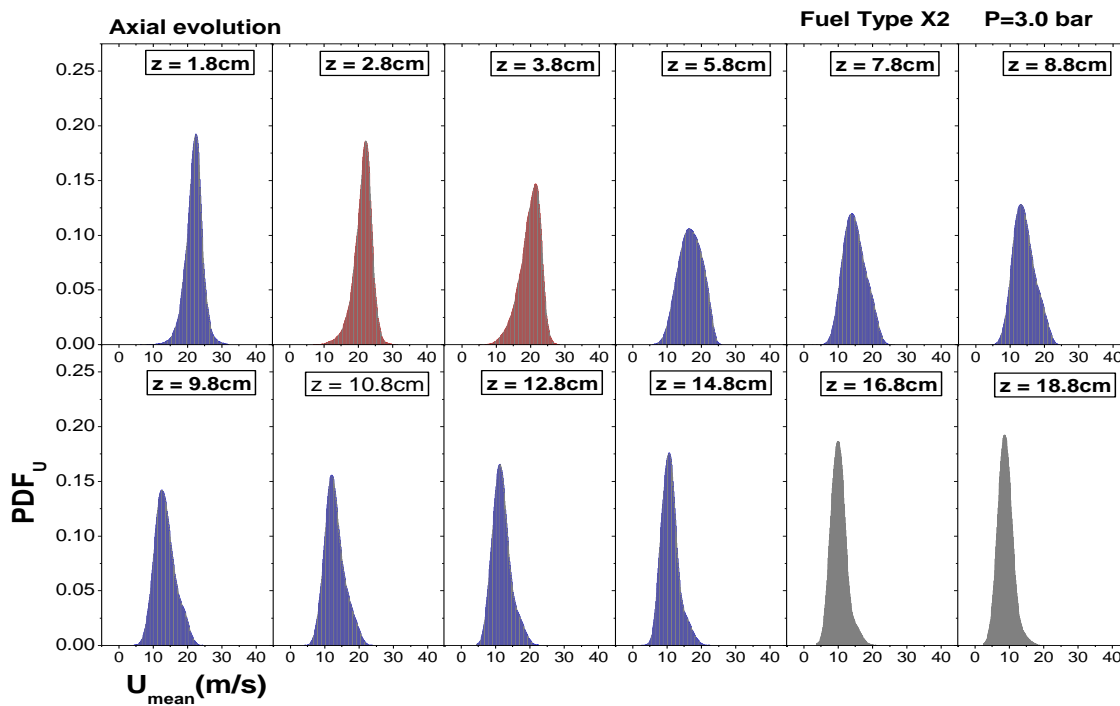 Axial evolution Fuel Type X2 P=3.0 bar
z = 1.8cm z = 2.8cm z = 3.8cm z = 5.8cm z = 7.8cm z = 8.8cm
0.25
0.20
0.15
0.10
0.05
0.00
0 10 20 30 40 0 10 20 30 40 0 10 20 30 40 0 10 20 30 40 0 10 20 30 40 0 10 20 30 40
z = 9.8cm z = 10.8cm z = 12.8cm z = 14.8cm z = 16.8cm z = 18.8cm
0.25
0.20
0.15
0.10
0.05
0.00
0 10 20 30 40 0 10 20 30 40 0 10 20 30 40 0 10 20 30 40 0 10 20 30 40 0 10 20 30 40
PDF_U
U_mean(m/s)